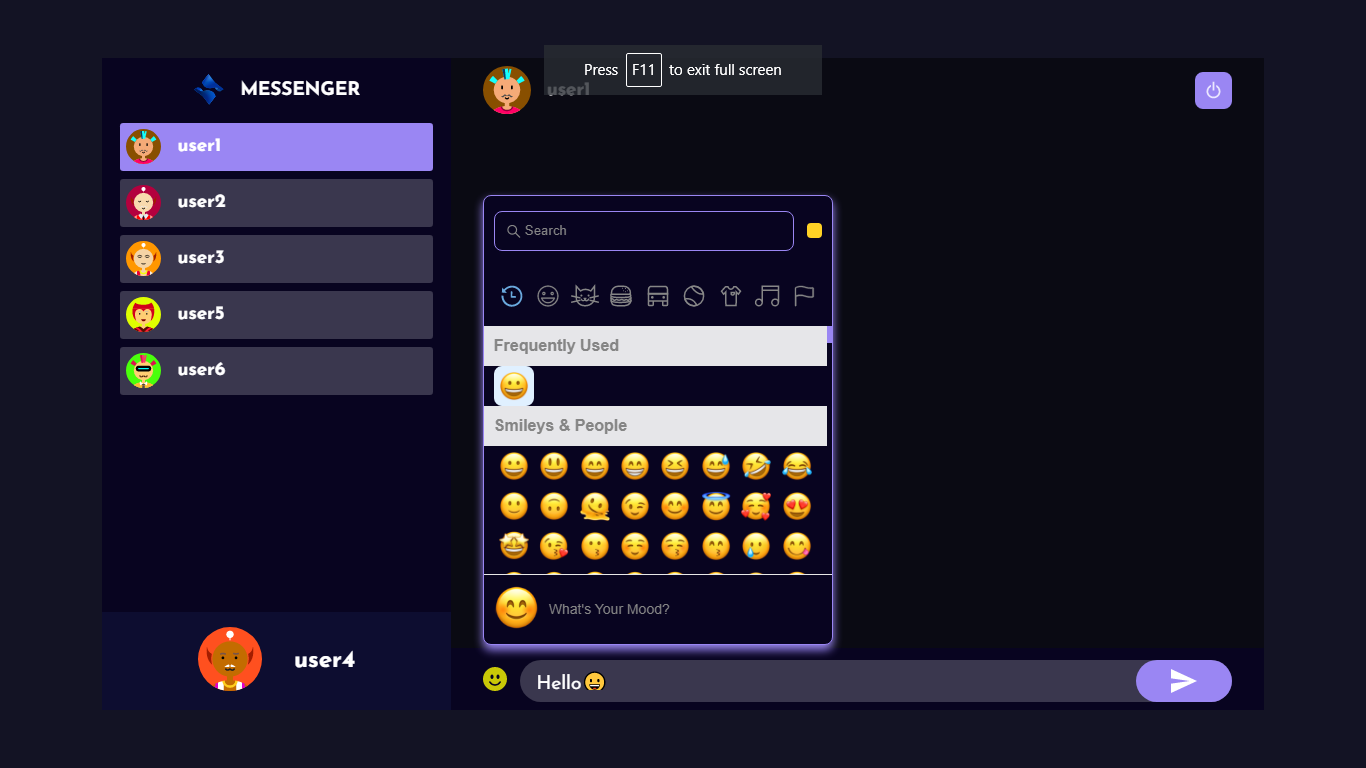 Press F11 to exit full screen
MESSENGER
user1
user2
user3
user5
user6
user4
user1
Search
Frequently Used
😀
Smileys & People
😀 😃 😄 😁 😆 😅 🤣 😂
🙂 🙃 🫠 😉 😊 😇 🥰 😍
🤩 😘 😗 ☺️ 😚 😙 🥲 😋
😊 What's Your Mood?
Hello😀